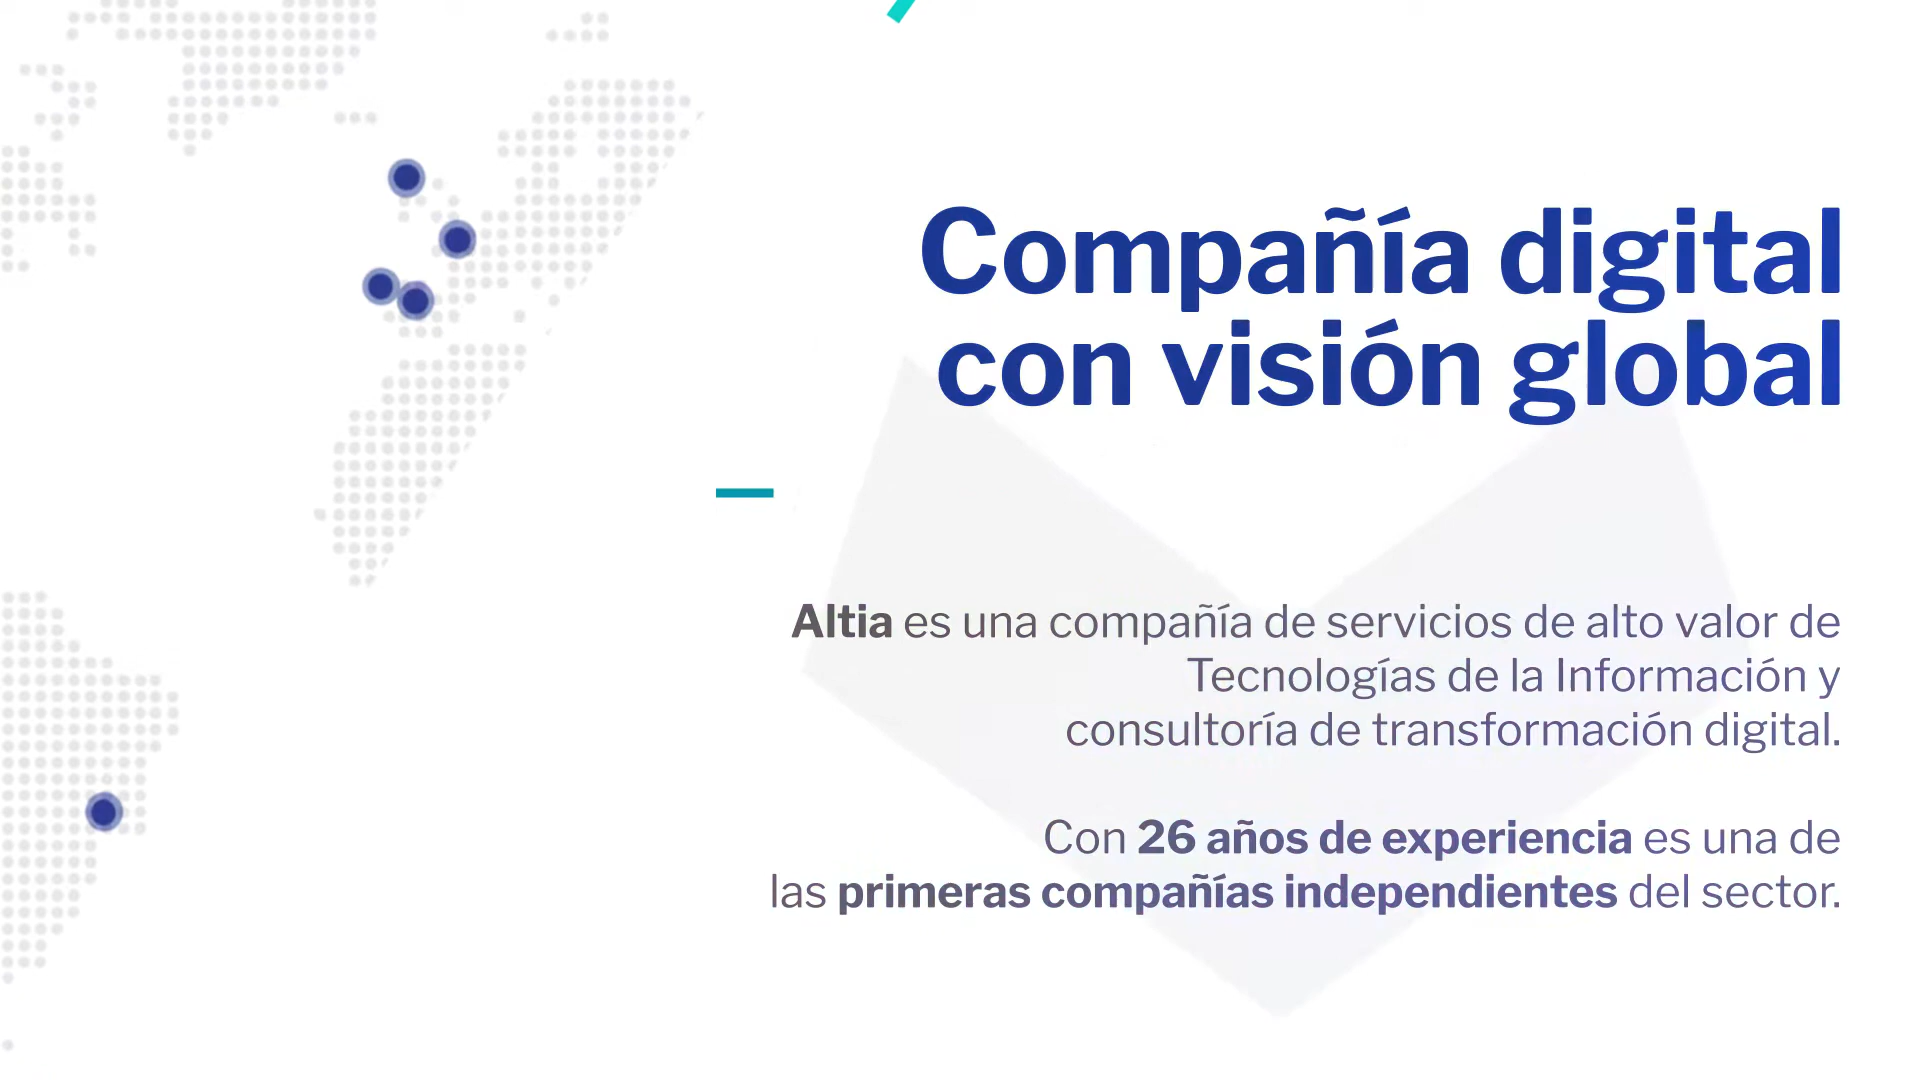 Compañía digital
con visión global
Altia es una compañía de servicios de alto valor de
Tecnologías de la Información y
consultoría de transformación digital.
Con 26 años de experiencia es una de
las primeras compañías independientes del sector.